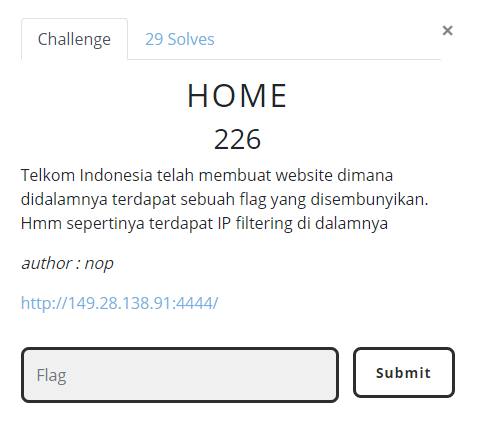 Challenge
29 Solves
×
HOME
226
Telkom Indonesia telah membuat website dimana
didalamnya terdapat sebuah flag yang disembunyikan.
Hmm sepertinya terdapat IP filtering di dalamnya
author : nop
http://149.28.138.91:4444/
Flag
Submit